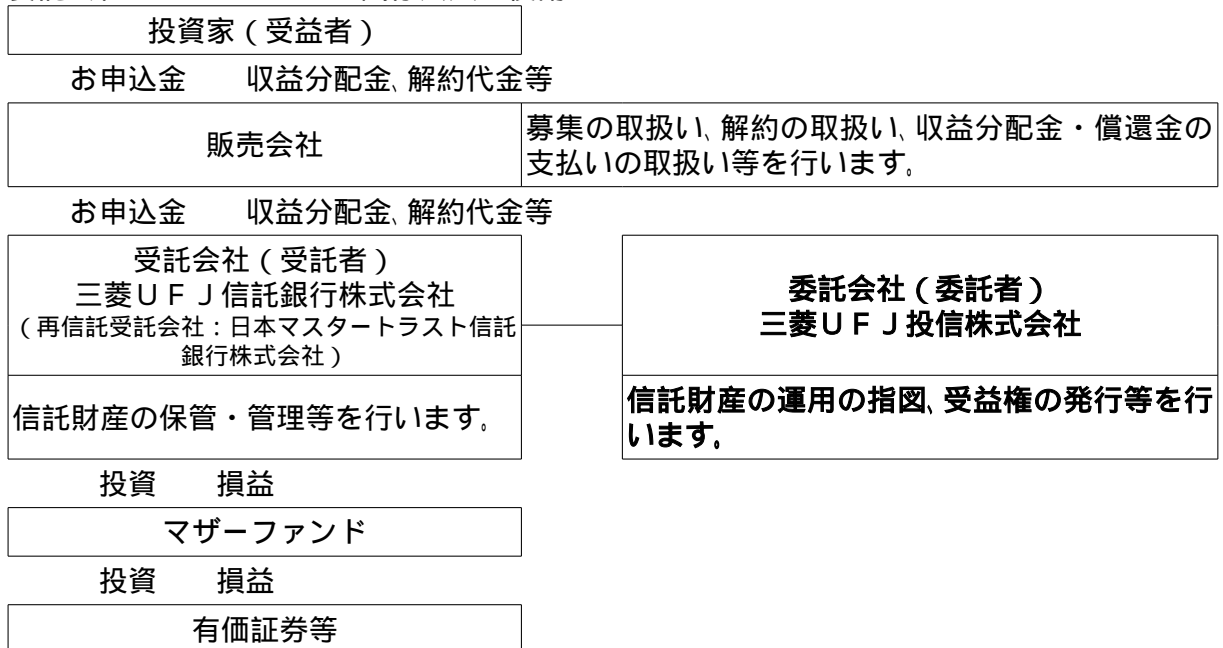 投資家(受益者)
お申込金 収益分配金、解約代金等
販売会社
募集の取扱い、解約の取扱い、収益分配金・償還金の
支払いの取扱い等を行います。
お申込金 収益分配金、解約代金等
受託会社(受託者)
三菱UFJ信託銀行株式会社
(再信託受託会社:日本マスタートラスト信託
銀行株式会社)
委託会社(委託者)
三菱UFJ投信株式会社
信託財産の保管・管理等を行います。
信託財産の運用の指図、受益権の発行等を行
います。
投資 損益
マザーファンド
投資 損益
有価証券等